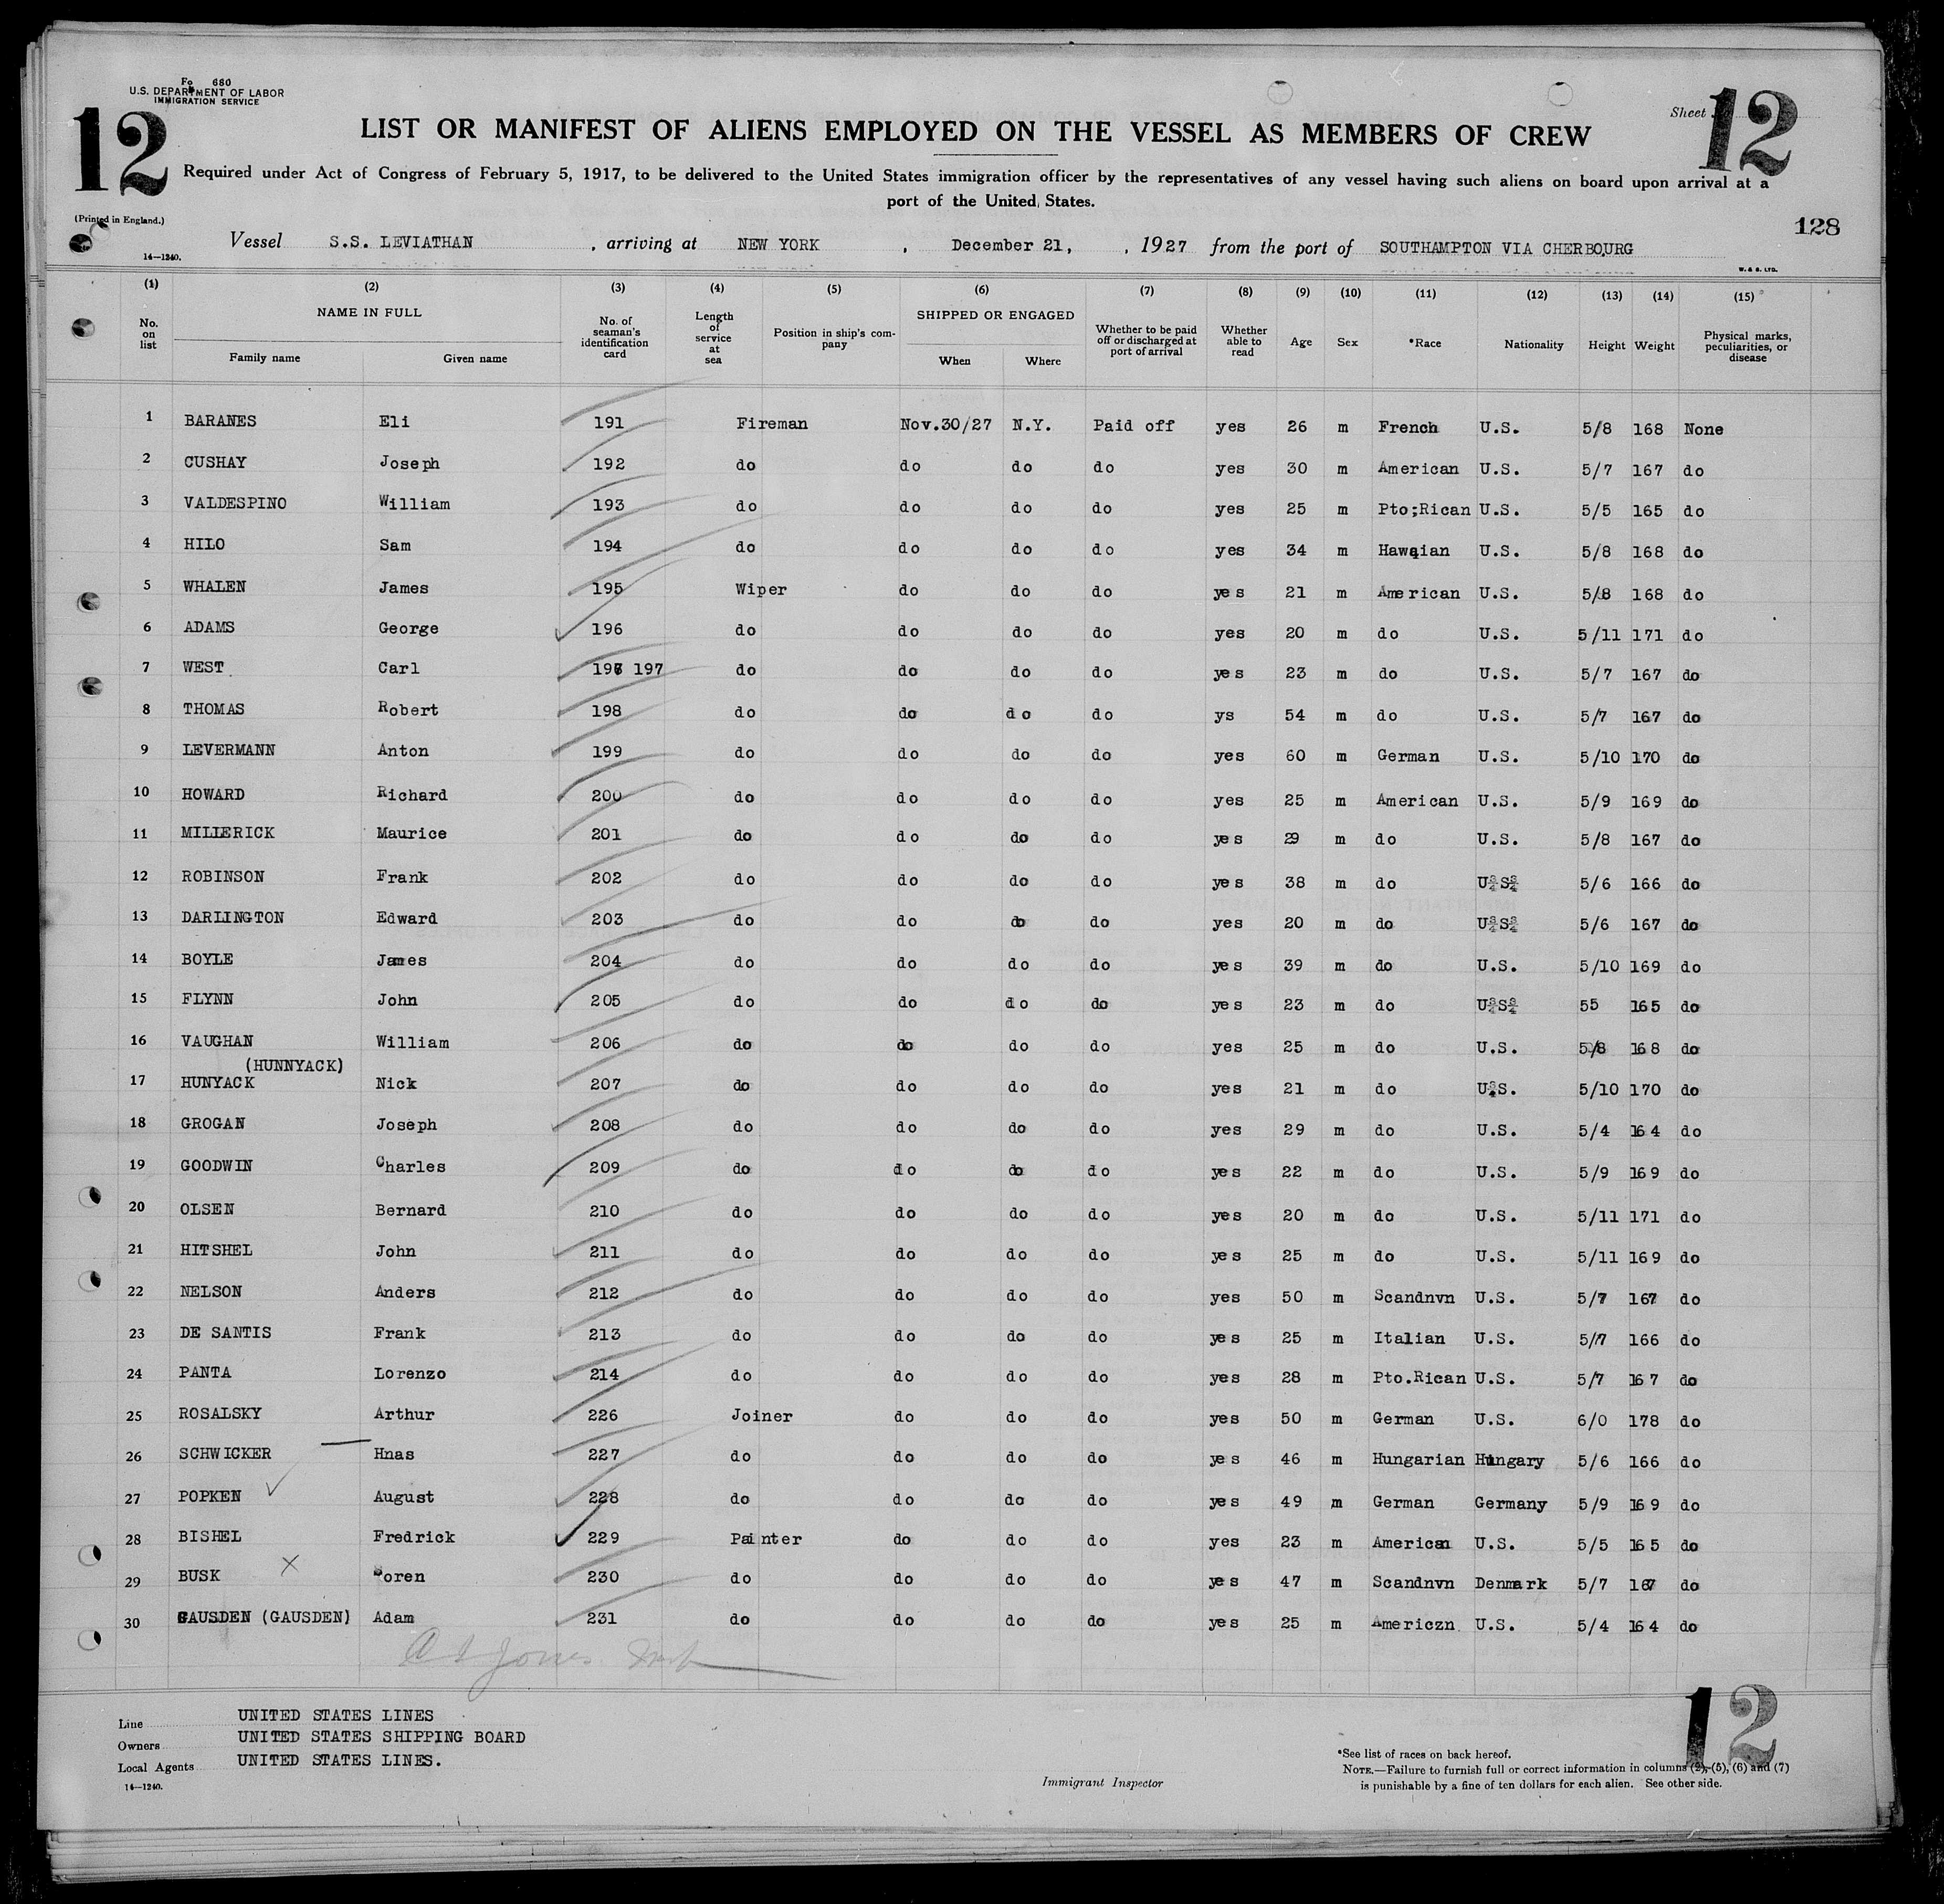 Fo 680
U.S. DEPARTMENT OF LABOR
IMMIGRATION SERVICE
12
Sheet 12
LIST OR MANIFEST OF ALIENS EMPLOYED ON THE VESSEL AS MEMBERS OF CREW
Required under Act of Congress of February 5, 1917, to be delivered to the United States immigration officer by the representatives of any vessel having such aliens on board upon arrival at a
port of the United States.
(Printed in England.)
128
Vessel S.S. LEVIATHAN , arriving at NEW YORK , December 21, , 1927 from the port of SOUTHAMPTON VIA CHERBOURG
14—1240.
W. & S. LTD.
(1) (2) (3) (4) (5) (6) (7) (8) (9) (10) (11) (12) (13) (14) (15)
No. on list NAME IN FULL Family name Given name No. of seaman's identification card Length of service at sea Position in ship's company SHIPPED OR ENGAGED When Where Whether to be paid off or discharged at port of arrival Whether able to read Age Sex *Race Nationality Height Weight Physical marks, peculiarities, or disease
1 BARANES Eli 191 Fireman Nov.30/27 N.Y. Paid off yes 26 m French U.S. 5/8 168 None
2 CUSHAY Joseph 192 do do do do yes 30 m American U.S. 5/7 167 do
3 VALDESPINO William 193 do do do do yes 25 m Pto;Rican U.S. 5/5 165 do
4 HILO Sam 194 do do do do yes 34 m Hawaian U.S. 5/8 168 do
5 WHALEN James 195 Wiper do do do yes 21 m American U.S. 5/8 168 do
6 ADAMS George 196 do do do do yes 20 m do U.S. 5/11 171 do
7 WEST Carl 197 197 do do do do yes 23 m do U.S. 5/7 167 do
8 THOMAS Robert 198 do do do do ys 54 m do U.S. 5/7 167 do
9 LEVERMANN Anton 199 do do do do yes 60 m German U.S. 5/10 170 do
10 HOWARD Richard 200 do do do do yes 25 m American U.S. 5/9 169 do
11 MILLERICK Maurice 201 do do do do yes 29 m do U.S. 5/8 167 do
12 ROBINSON Frank 202 do do do do yes 38 m do U.S. 5/6 166 do
13 DARLINGTON Edward 203 do do do do yes 20 m do U.S. 5/6 167 do
14 BOYLE James 204 do do do do yes 39 m do U.S. 5/10 169 do
15 FLYNN John 205 do do do do yes 23 m do U.S. 55 165 do
16 VAUGHAN William 206 do do do do yes 25 m do U.S. 5/8 168 do
(HUNNYACK)
17 HUNYACK Nick 207 do do do do yes 21 m do U.S. 5/10 170 do
18 GROGAN Joseph 208 do do do do yes 29 m do U.S. 5/4 164 do
19 GOODWIN Charles 209 do do do do yes 22 m do U.S. 5/9 169 do
20 OLSEN Bernard 210 do do do do yes 20 m do U.S. 5/11 171 do
21 HITSHEL John 211 do do do do yes 25 m do U.S. 5/11 169 do
22 NELSON Anders 212 do do do do yes 50 m Scandnvn U.S. 5/7 167 do
23 DE SANTIS Frank 213 do do do do yes 25 m Italian U.S. 5/7 166 do
24 PANTA Lorenzo 214 do do do do yes 28 m Pto.Rican U.S. 5/7 167 do
25 ROSALSKY Arthur 226 Joiner do do do yes 50 m German U.S. 6/0 178 do
26 SCHWICKER Hnas 227 do do do do yes 46 m Hungarian Hungary 5/6 166 do
27 POPKEN August 228 do do do do yes 49 m German Germany 5/9 169 do
28 BISHEL Fredrick 229 Painter do do do yes 23 m American U.S. 5/5 165 do
29 BUSK Soren 230 do do do do yes 47 m Scandnvn Denmark 5/7 167 do
30 GAUSDEN (GAUSDEN) Adam 231 do do do do yes 25 m Americzn U.S. 5/4 164 do
Jones
Line UNITED STATES LINES
Owners UNITED STATES SHIPPING BOARD
Local Agents UNITED STATES LINES.
14—1240.
Immigrant Inspector
12
*See list of races on back hereof.
NOTE.—Failure to furnish full or correct information in columns (2), (5), (6) and (7)
is punishable by a fine of ten dollars for each alien. See other side.